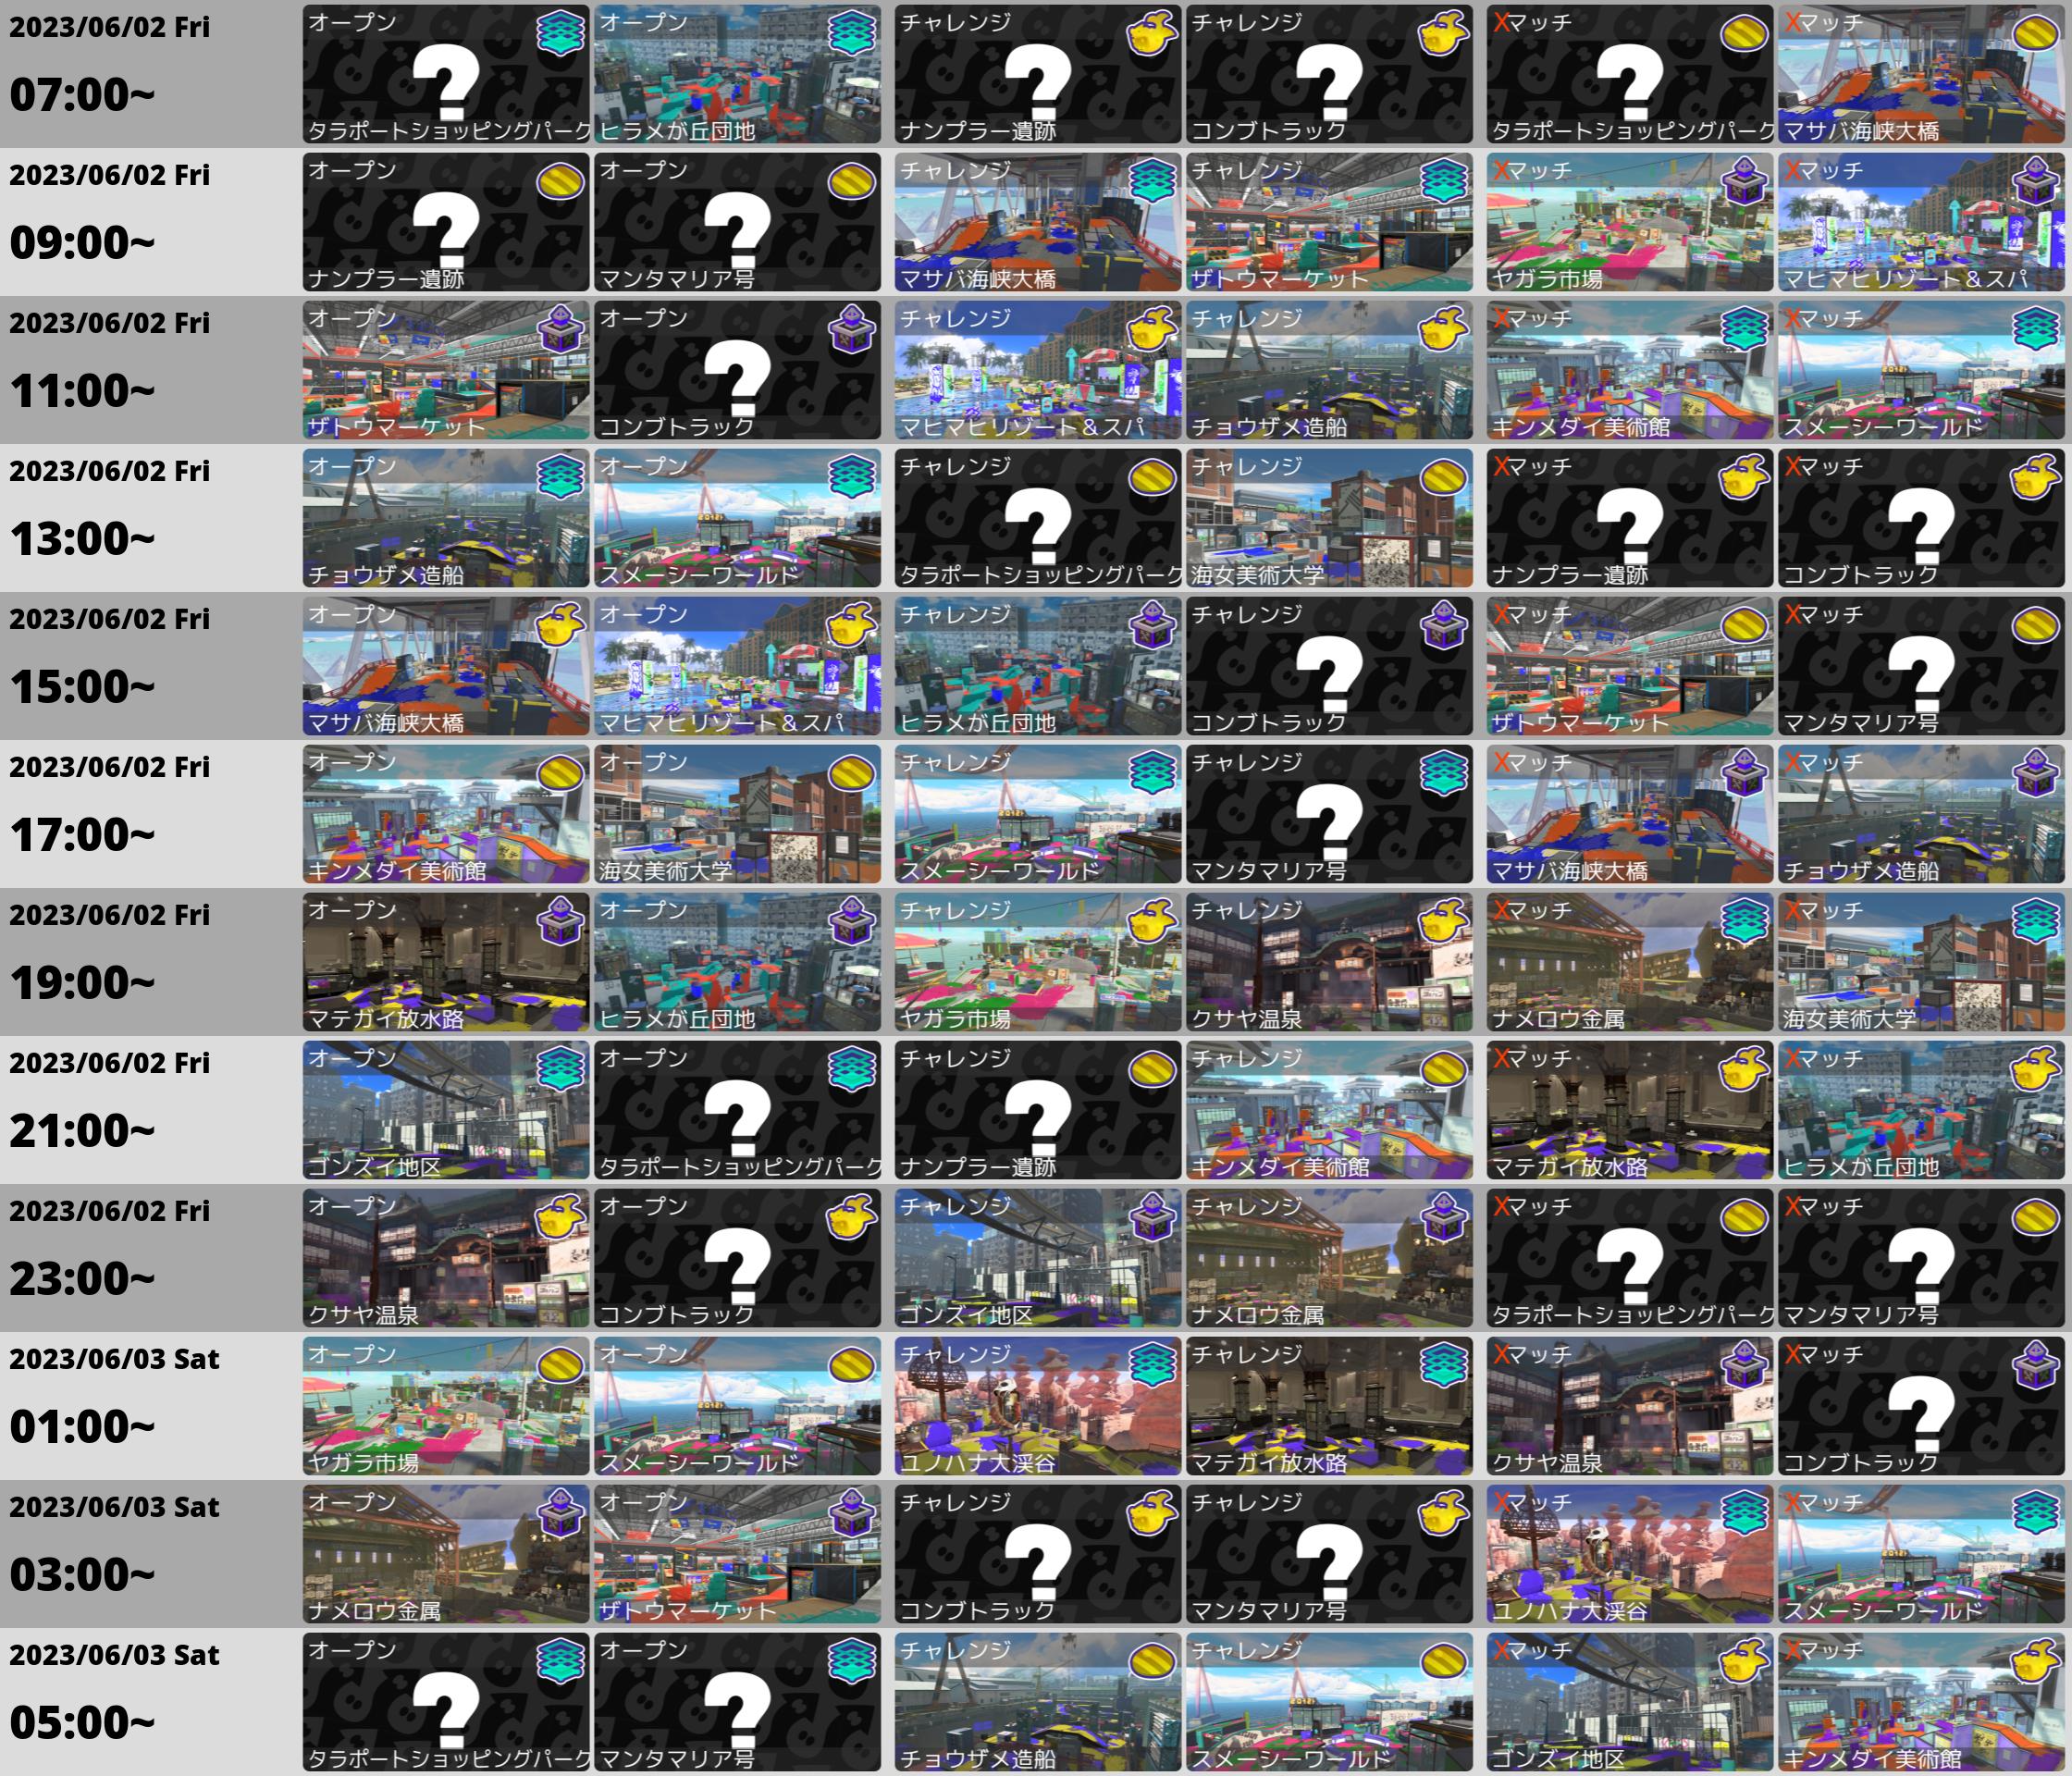 2023/06/02 Fri
07:00~
オープン
タラポートショッピングパーク
オープン
ヒラメが丘団地
チャレンジ
ナンプラー遺跡
チャレンジ
コンブトラック
Xマッチ
タラポートショッピングパーク
Xマッチ
マサバ海峡大橋
2023/06/02 Fri
09:00~
オープン
ナンプラー遺跡
オープン
マンタマリア号
チャレンジ
マサバ海峡大橋
チャレンジ
ザトウマーケット
Xマッチ
ヤガラ市場
Xマッチ
マヒマヒリゾート&スパ
2023/06/02 Fri
11:00~
オープン
ザトウマーケット
オープン
コンブトラック
チャレンジ
マヒマヒリゾート&スパ
チャレンジ
チョウザメ造船
Xマッチ
キンメダイ美術館
Xマッチ
スメーシーワールド
2023/06/02 Fri
13:00~
オープン
チョウザメ造船
オープン
スメーシーワールド
チャレンジ
タラポートショッピングパーク
チャレンジ
海女美術大学
Xマッチ
ナンプラー遺跡
Xマッチ
コンブトラック
2023/06/02 Fri
15:00~
オープン
マサバ海峡大橋
オープン
マヒマヒリゾート&スパ
チャレンジ
ヒラメが丘団地
チャレンジ
コンブトラック
Xマッチ
ザトウマーケット
Xマッチ
マンタマリア号
2023/06/02 Fri
17:00~
オープン
キンメダイ美術館
オープン
海女美術大学
チャレンジ
スメーシーワールド
チャレンジ
マンタマリア号
Xマッチ
マサバ海峡大橋
Xマッチ
チョウザメ造船
2023/06/02 Fri
19:00~
オープン
マテガイ放水路
オープン
ヒラメが丘団地
チャレンジ
ヤガラ市場
チャレンジ
クサヤ温泉
Xマッチ
ナメロウ金属
Xマッチ
海女美術大学
2023/06/02 Fri
21:00~
オープン
ゴンズイ地区
オープン
タラポートショッピングパーク
チャレンジ
ナンプラー遺跡
チャレンジ
キンメダイ美術館
Xマッチ
マテガイ放水路
Xマッチ
ヒラメが丘団地
2023/06/02 Fri
23:00~
オープン
クサヤ温泉
オープン
コンブトラック
チャレンジ
ゴンズイ地区
チャレンジ
ナメロウ金属
Xマッチ
タラポートショッピングパーク
Xマッチ
マンタマリア号
2023/06/03 Sat
01:00~
オープン
ヤガラ市場
オープン
スメーシーワールド
チャレンジ
ユノハナ大渓谷
チャレンジ
マテガイ放水路
Xマッチ
クサヤ温泉
Xマッチ
コンブトラック
2023/06/03 Sat
03:00~
オープン
ナメロウ金属
オープン
ザトウマーケット
チャレンジ
コンブトラック
チャレンジ
マンタマリア号
Xマッチ
ユノハナ大渓谷
Xマッチ
スメーシーワールド
2023/06/03 Sat
05:00~
オープン
タラポートショッピングパーク
オープン
マンタマリア号
チャレンジ
チョウザメ造船
チャレンジ
スメーシーワールド
Xマッチ
ゴンズイ地区
Xマッチ
キンメダイ美術館